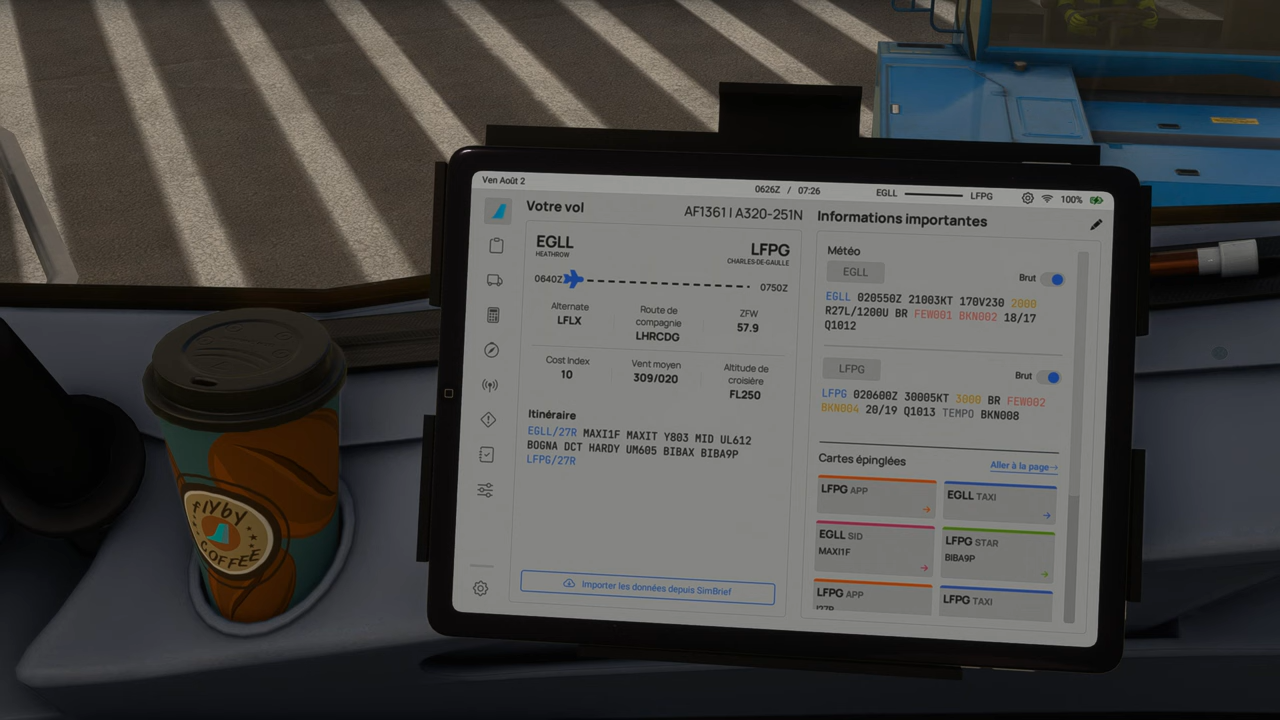 Ven Août 2
0626Z / 07:26
EGLL LFPG
100%
Votre vol
AF1361 | A320-251N
EGLL
HEATHROW
LFPG
CHARLES-DE-GAULLE
0640Z
0750Z
Alternate
LFLX
Route de
compagnie
LHRCDG
ZFW
57.9
Cost Index
10
Vent moyen
309/020
Altitude de
croisière
FL250
Itinéraire
EGLL/27R MAXI1F MAXIT Y803 MID UL612
BOGNA DCT HARDY UM605 BIBAX BIBA9P
LFPG/27R
Importer les données depuis SimBrief
Informations importantes
Météo
EGLL
Brut
EGLL 020550Z 21003KT 170V230 2000
R27L/1200U BR FEW001 BKN002 18/17
Q1012
LFPG
Brut
LFPG 020600Z 30005KT 3000 BR FEW002
BKN004 20/19 Q1013 TEMPO BKN008
Cartes épinglées
Aller à la page
LFPG APP
EGLL TAXI
EGLL SID
MAXI1F
LFPG STAR
BIBA9P
LFPG APP
LFPG TAXI
flyby
COFFEE